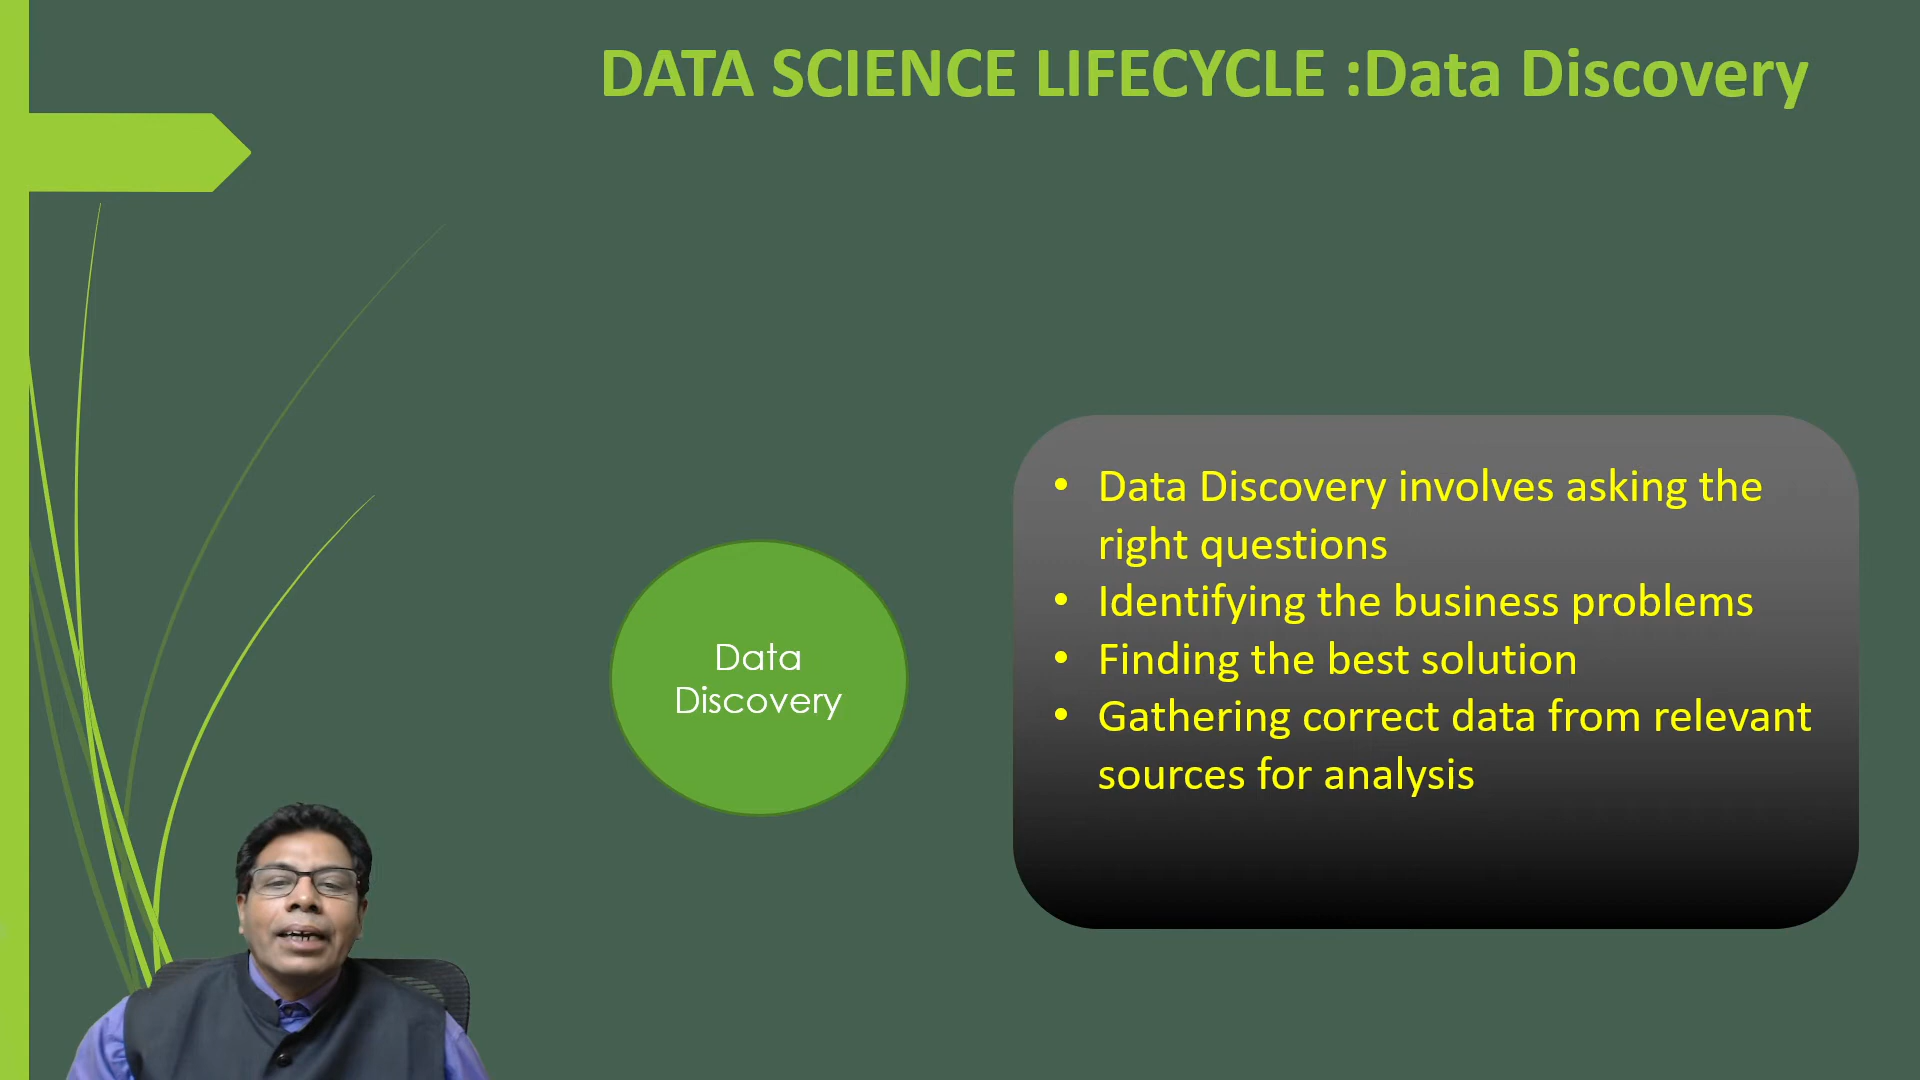 DATA SCIENCE LIFECYCLE :Data Discovery
Data
Discovery
• Data Discovery involves asking the
right questions
• Identifying the business problems
• Finding the best solution
• Gathering correct data from relevant
sources for analysis